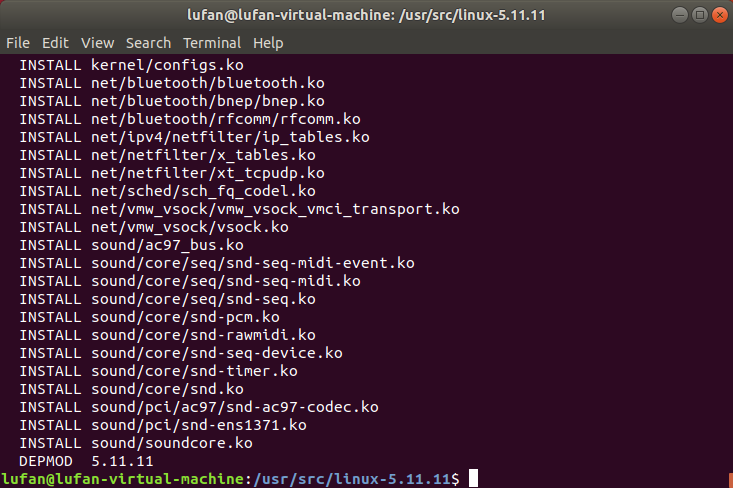 lufan@lufan-virtual-machine: /usr/src/linux-5.11.11
File Edit View Search Terminal Help
INSTALL kernel/configs.ko
INSTALL net/bluetooth/bluetooth.ko
INSTALL net/bluetooth/bnep/bnep.ko
INSTALL net/bluetooth/rfcomm/rfcomm.ko
INSTALL net/ipv4/netfilter/ip_tables.ko
INSTALL net/netfilter/x_tables.ko
INSTALL net/netfilter/xt_tcpudp.ko
INSTALL net/sched/sch_fq_codel.ko
INSTALL net/vmw_vsock/vmw_vsock_vmci_transport.ko
INSTALL net/vmw_vsock/vsock.ko
INSTALL sound/ac97_bus.ko
INSTALL sound/core/seq/snd-seq-midi-event.ko
INSTALL sound/core/seq/snd-seq-midi.ko
INSTALL sound/core/seq/snd-seq.ko
INSTALL sound/core/snd-pcm.ko
INSTALL sound/core/snd-rawmidi.ko
INSTALL sound/core/snd-seq-device.ko
INSTALL sound/core/snd-timer.ko
INSTALL sound/core/snd.ko
INSTALL sound/pci/ac97/snd-ac97-codec.ko
INSTALL sound/pci/snd-ens1371.ko
INSTALL sound/soundcore.ko
DEPMOD  5.11.11
lufan@lufan-virtual-machine:/usr/src/linux-5.11.11$